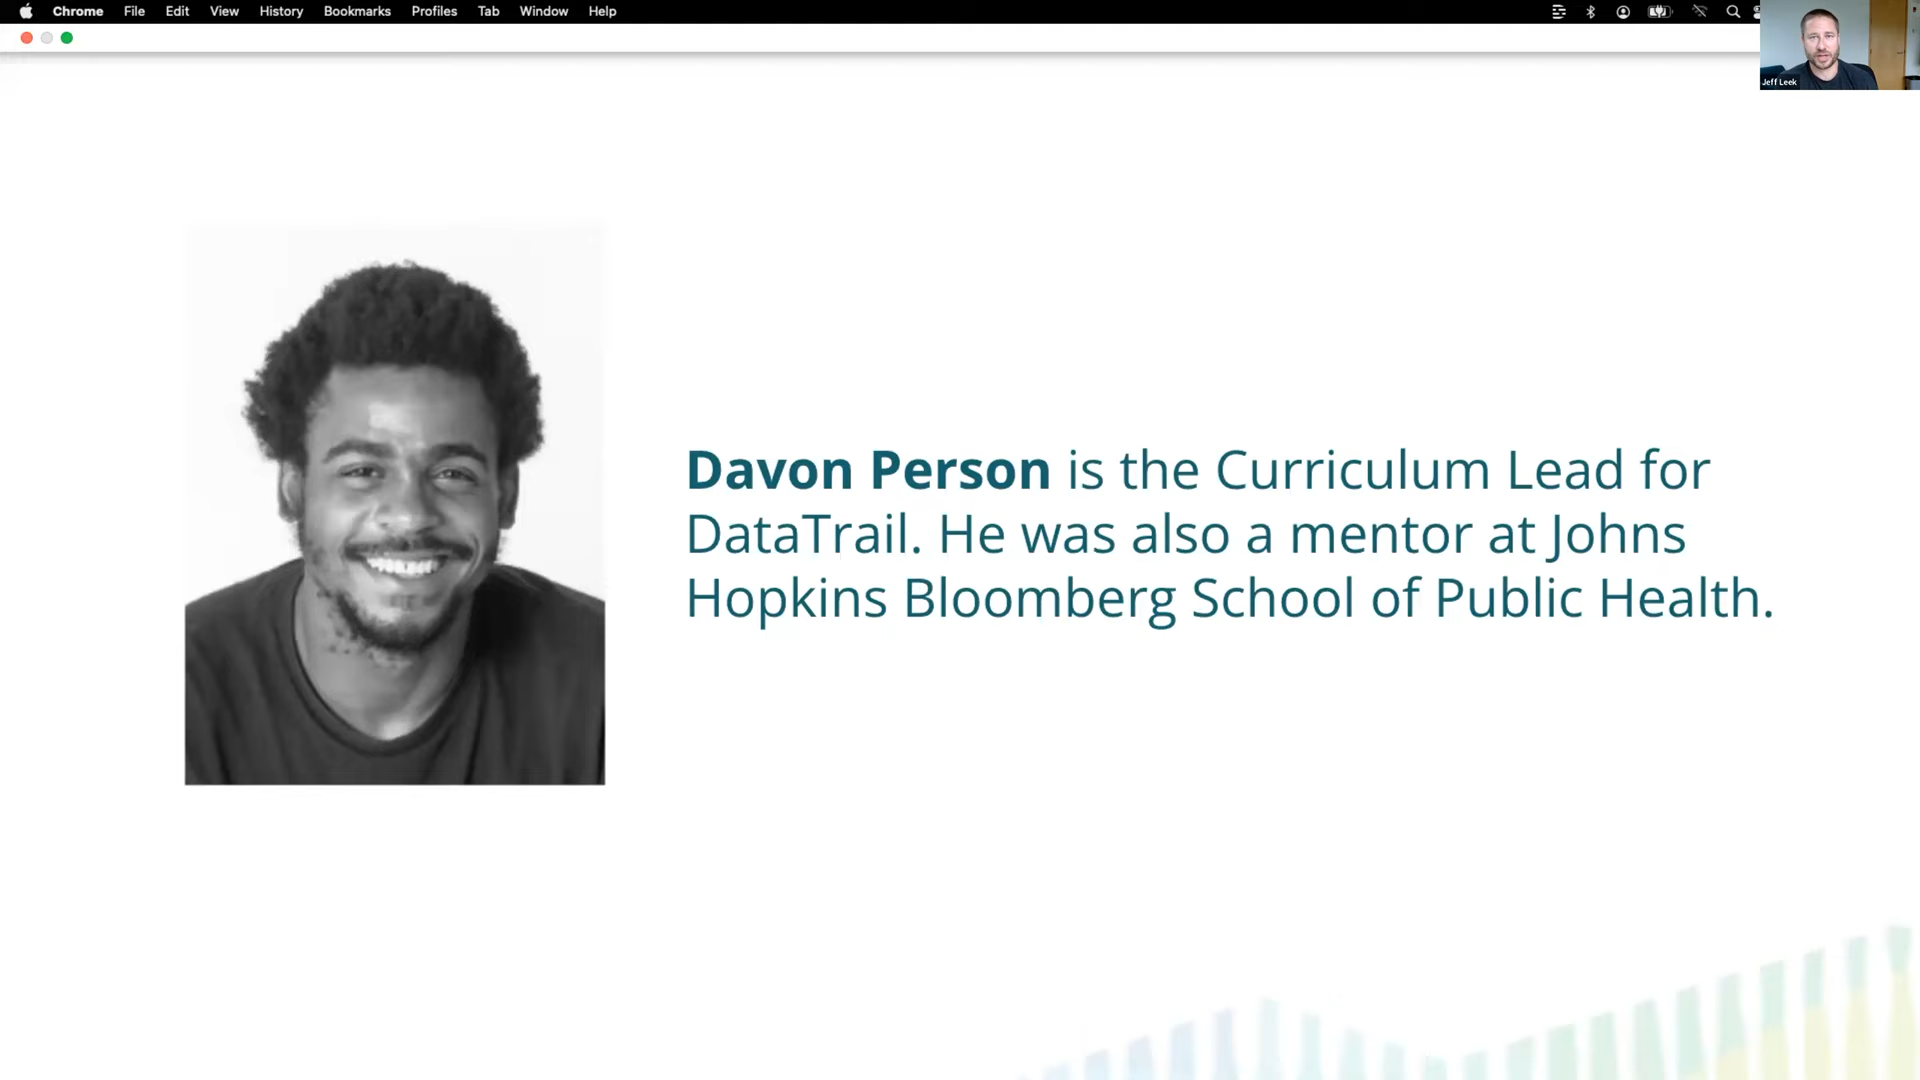 Chrome File Edit View History Bookmarks Profiles Tab Window Help
Jeff Leek
Davon Person is the Curriculum Lead for
DataTrail. He was also a mentor at Johns
Hopkins Bloomberg School of Public Health.